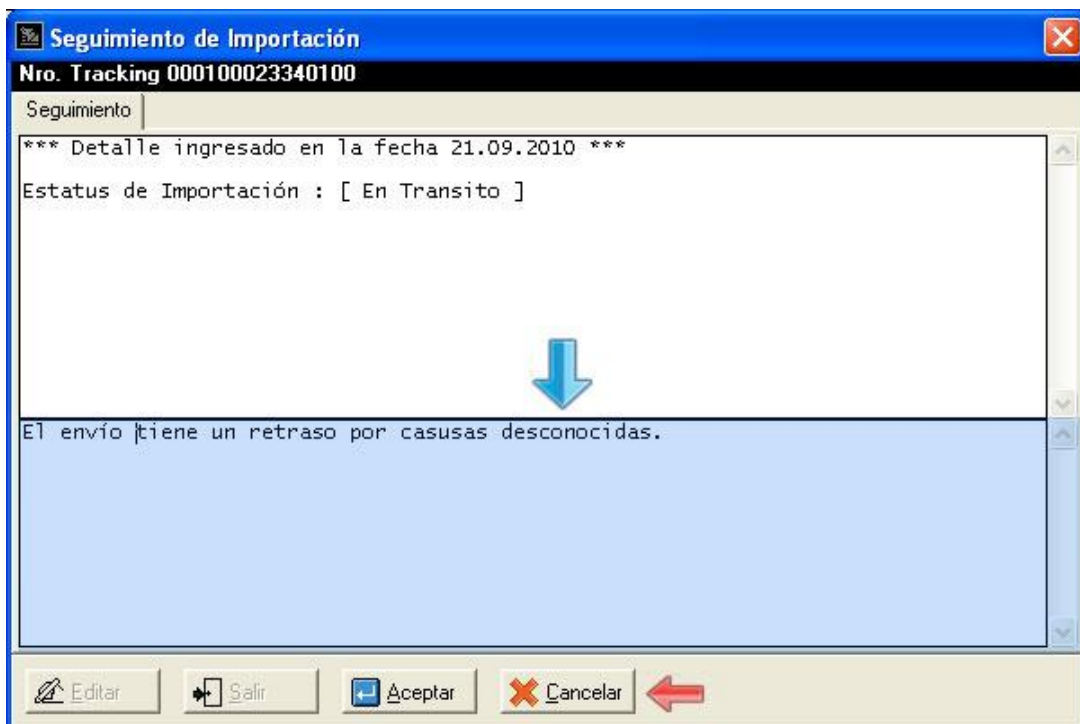 Seguimiento de Importación
Nro. Tracking 000100023340100
Seguimiento
*** Detalle ingresado en la fecha 21.09.2010 ***
Estatus de Importación : [ En Transito ]
El envío tiene un retraso por casusas desconocidas.
Editar Salir Aceptar Cancelar